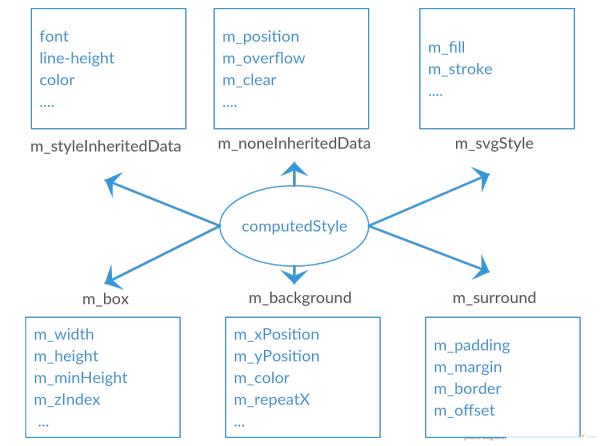 font
line-height
color
....
m_styleInheritedData
m_position
m_overflow
m_clear
....
m_noneInheritedData
m_fill
m_stroke
....
m_svgStyle
computedStyle
m_box
m_width
m_height
m_minHeight
m_zIndex
...
m_background
m_xPosition
m_yPosition
m_color
m_repeatX
...
m_surround
m_padding
m_margin
m_border
m_offset